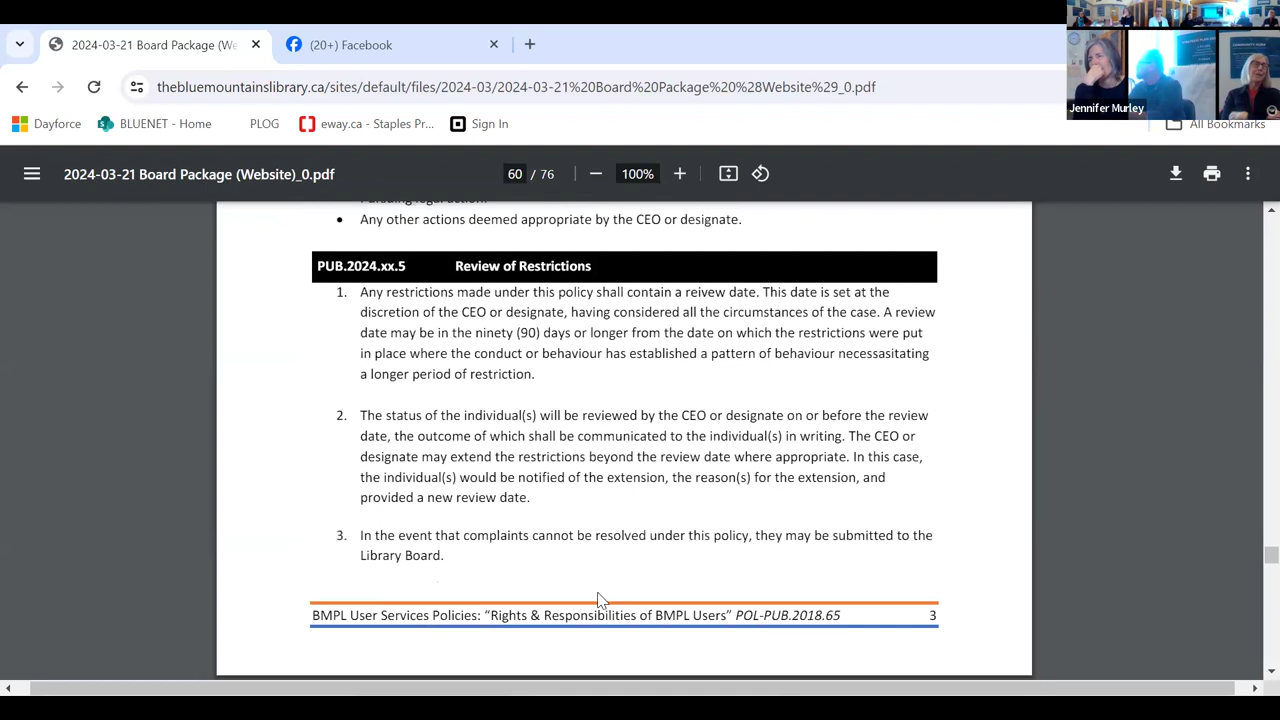 2024-03-21 Board Package (We
(20+) Facebook
thebluemountainslibrary.ca/sites/default/files/2024-03/2024-03-21%20Board%20Package%20%28Website%29_0.pdf
Dayforce
BLUENET - Home
PLOG
eway.ca - Staples Pr...
Sign In
All Bookmarks
Jennifer Murley
2024-03-21 Board Package (Website)_0.pdf
60 / 76
100%
Pursuing legal action.
• Any other actions deemed appropriate by the CEO or designate.
PUB.2024.xx.5 Review of Restrictions
1. Any restrictions made under this policy shall contain a reivew date. This date is set at the
discretion of the CEO or designate, having considered all the circumstances of the case. A review
date may be in the ninety (90) days or longer from the date on which the restrictions were put
in place where the conduct or behaviour has established a pattern of behaviour necessasitating
a longer period of restriction.
2. The status of the individual(s) will be reviewed by the CEO or designate on or before the review
date, the outcome of which shall be communicated to the individual(s) in writing. The CEO or
designate may extend the restrictions beyond the review date where appropriate. In this case,
the individual(s) would be notified of the extension, the reason(s) for the extension, and
provided a new review date.
3. In the event that complaints cannot be resolved under this policy, they may be submitted to the
Library Board.
BMPL User Services Policies: “Rights & Responsibilities of BMPL Users” POL-PUB.2018.65 3